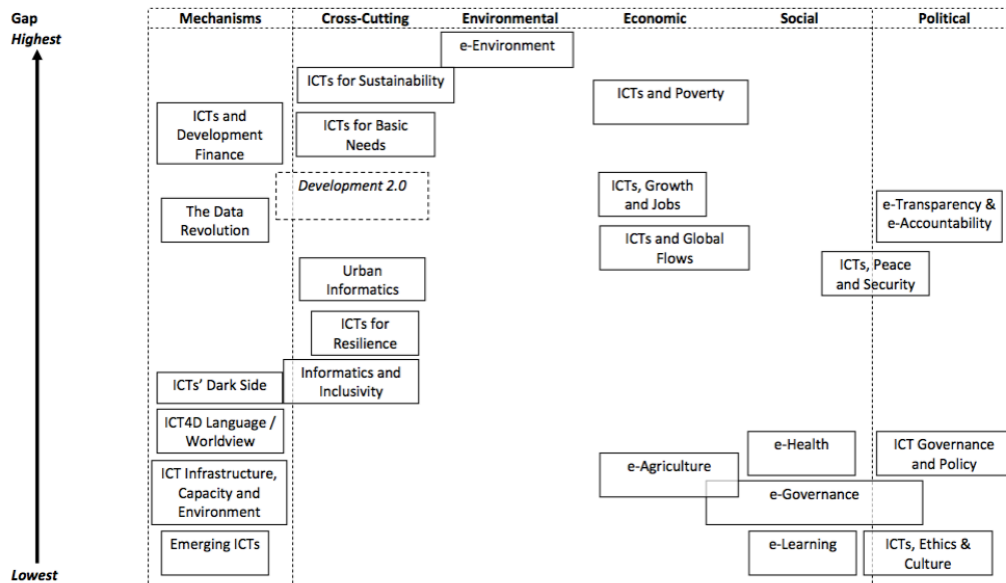 Gap
Highest
Mechanisms
Cross-Cutting
Environmental
Economic
Social
Political
e-Environment
ICTs for Sustainability
ICTs and Poverty
ICTs and
Development
Finance
ICTs for Basic
Needs
Development 2.0
ICTs, Growth
and Jobs
The Data
Revolution
e-Transparency &
e-Accountability
ICTs and Global
Flows
Urban
Informatics
ICTs, Peace
and Security
ICTs for
Resilience
Informatics and
Inclusivity
ICTs’ Dark Side
ICT4D Language /
Worldview
e-Health
ICT Governance
and Policy
ICT Infrastructure,
Capacity and
Environment
e-Agriculture
e-Governance
Emerging ICTs
e-Learning
ICTs, Ethics &
Culture
Lowest